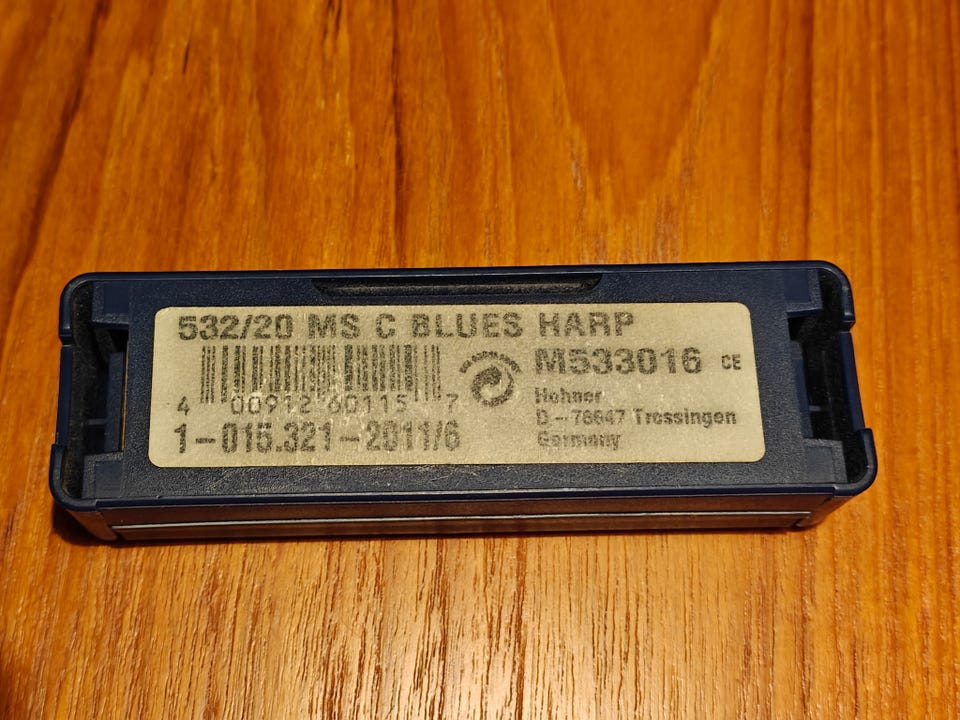 532/20 MS C BLUES HARP
M533016 CE
4 00912 60115 7
Hohner
D-78647 Trossingen
Germany
1-015.321-2011/6